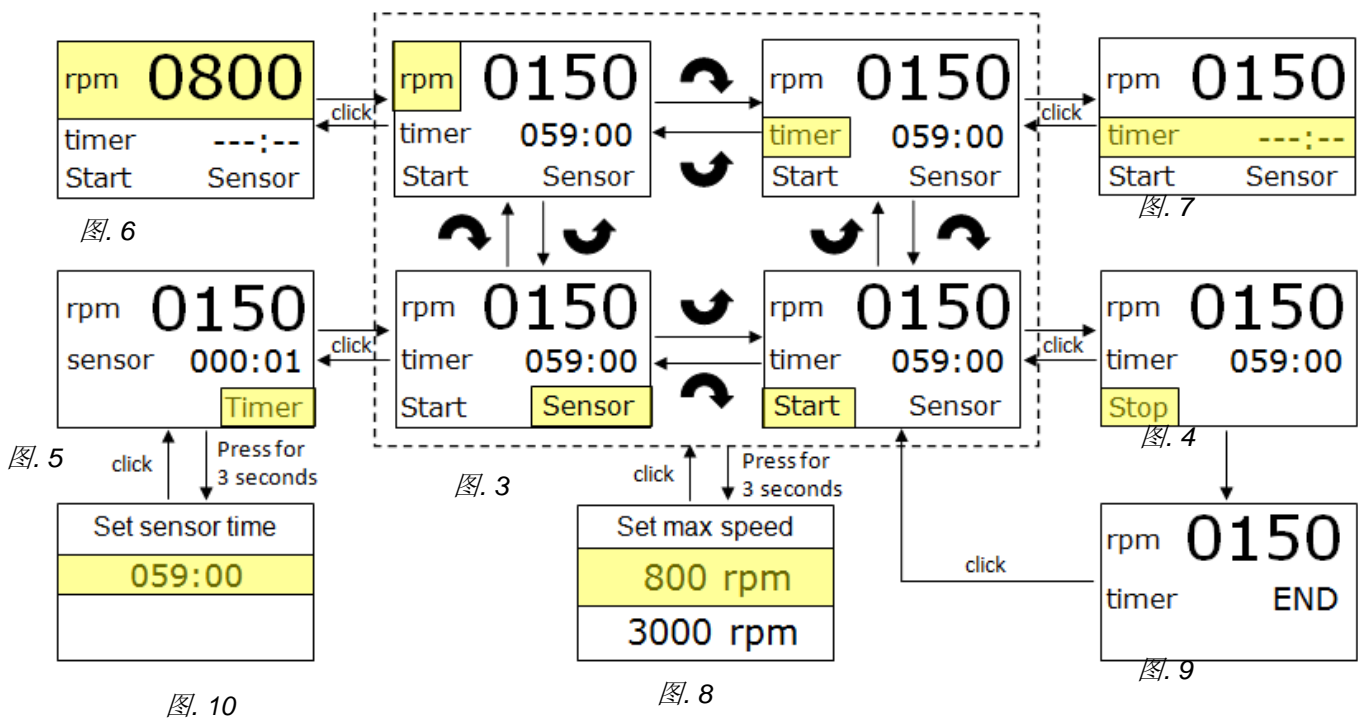 rpm 0800
timer ---:--
Start Sensor
图. 6
click
rpm 0150
timer 059:00
Start Sensor
rpm 0150
timer 059:00
Start Sensor
click
rpm 0150
timer ---:--
Start Sensor
图. 7
rpm 0150
sensor 000:01
Timer
图. 5
click
rpm 0150
timer 059:00
Start Sensor
图. 3
rpm 0150
timer 059:00
Start Sensor
click
rpm 0150
timer 059:00
Stop
图. 4
click
Press for
3 seconds
Set sensor time
059:00
图. 10
click
Press for
3 seconds
Set max speed
800 rpm
3000 rpm
图. 8
click
rpm 0150
timer END
图. 9